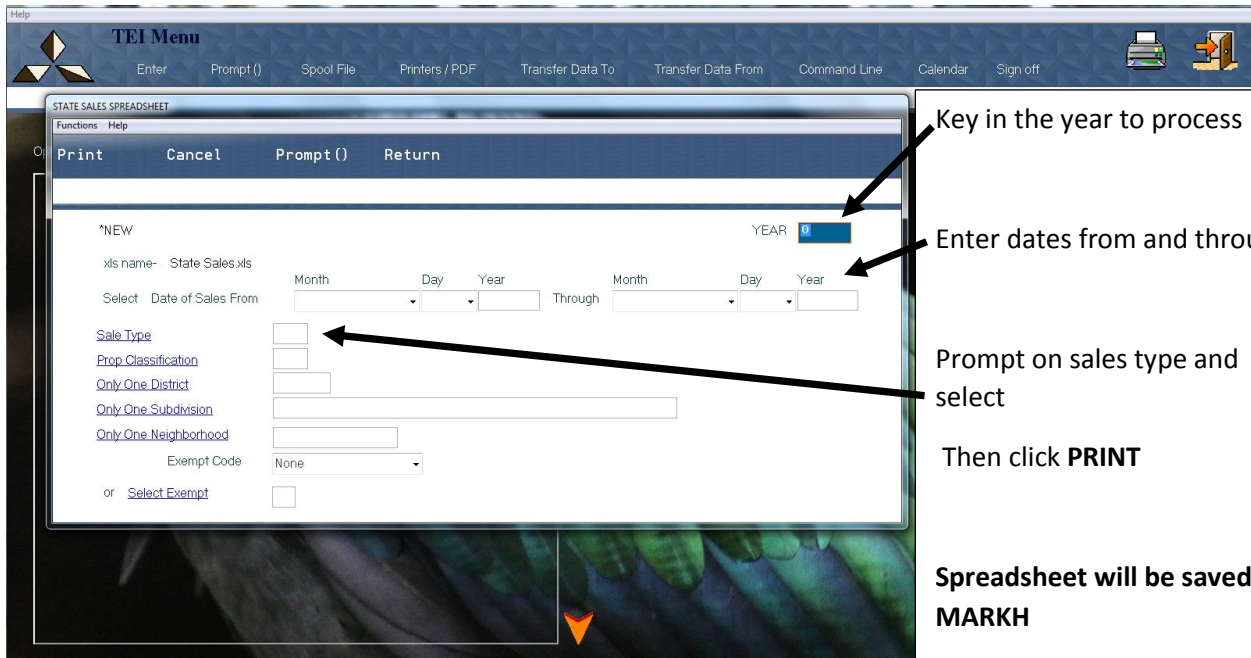 Help
TEI Menu
Enter Prompt () Spool File Printers / PDF Transfer Data To Transfer Data From Command Line Calendar Sign off
STATE SALES SPREADSHEET
Functions Help
Print Cancel Prompt() Return
*NEW YEAR 0
xls name- State Sales.xls
Month Day Year Month Day Year
Select Date of Sales From Through
Sale Type
Prop Classification
Only One District
Only One Subdivision
Only One Neighborhood
Exempt Code None
or Select Exempt
Key in the year to process
Enter dates from and
Prompt on sales type and
select
Then click PRINT
Spreadsheet will be saved
MARKH